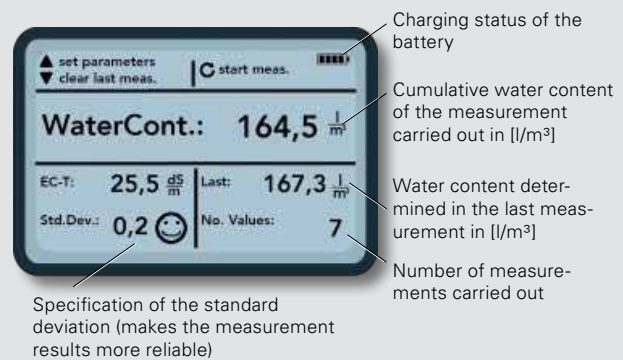 ▲ set parameters
▼ clear last meas.
start meas.
WaterCont.: 164,5 l/m³
EC-T: 25,5 dS/m
Last: 167,3 l/m³
Std.Dev.: 0,2
No. Values: 7
Charging status of the
battery
Cumulative water content
of the measurement
carried out in [l/m³]
Water content deter-
mined in the last meas-
urement in [l/m³]
Number of measure-
ments carried out
Specification of the standard
deviation (makes the measurement
results more reliable)